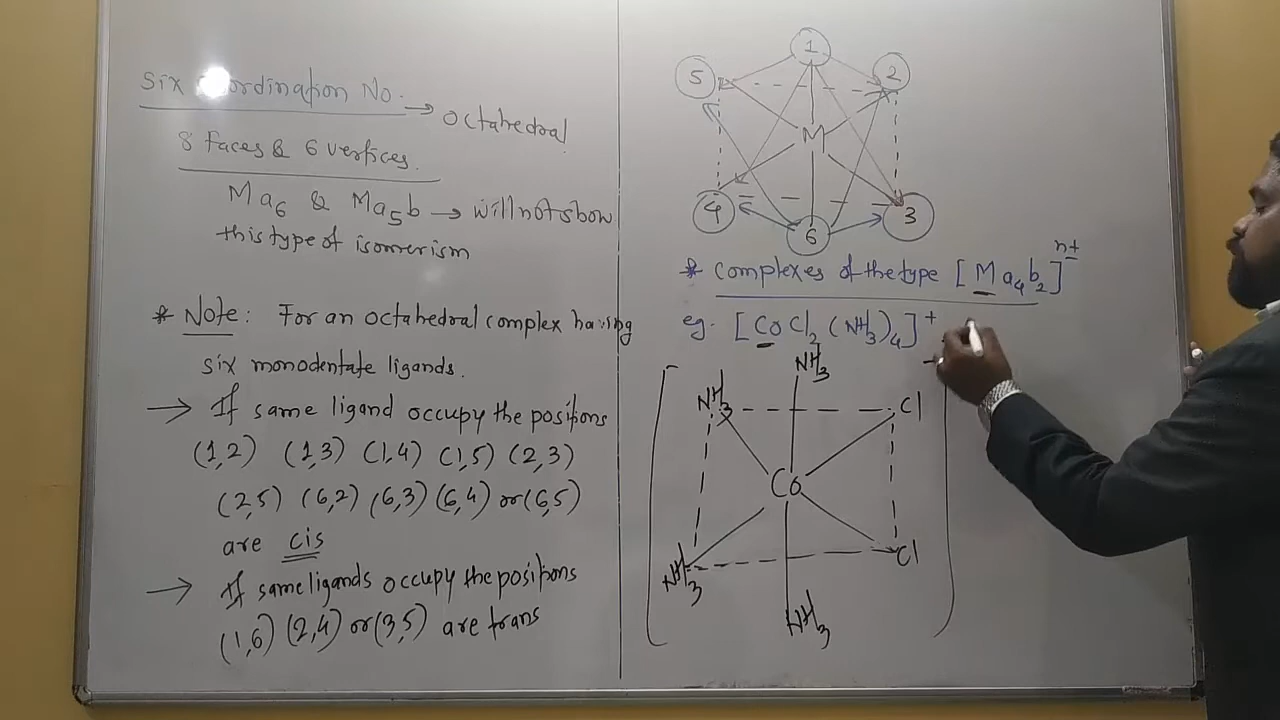 Six Coordination No. → octahedral
8 faces & 6 vertices.
Ma₆ & Ma₅b → will not show
this type of isomerism
* Note: For an octahedral complex having
six monodentate ligands.
→ If same ligand occupy the positions
(1,2) (1,3) (1,4) (1,5) (2,3)
(2,5) (6,2) (6,3) (6,4) or (6,5)
are cis
→ If same ligands occupy the positions
(1,6) (2,4) or (3,5) are trans
1
5 2
M
4 3
6
* Complexes of the type [Ma₄b₂]ⁿ⁺
eg. [CoCl₂(NH₃)₄]⁺
NH₃
NH₃ Cl
Co
NH₃ Cl
NH₃